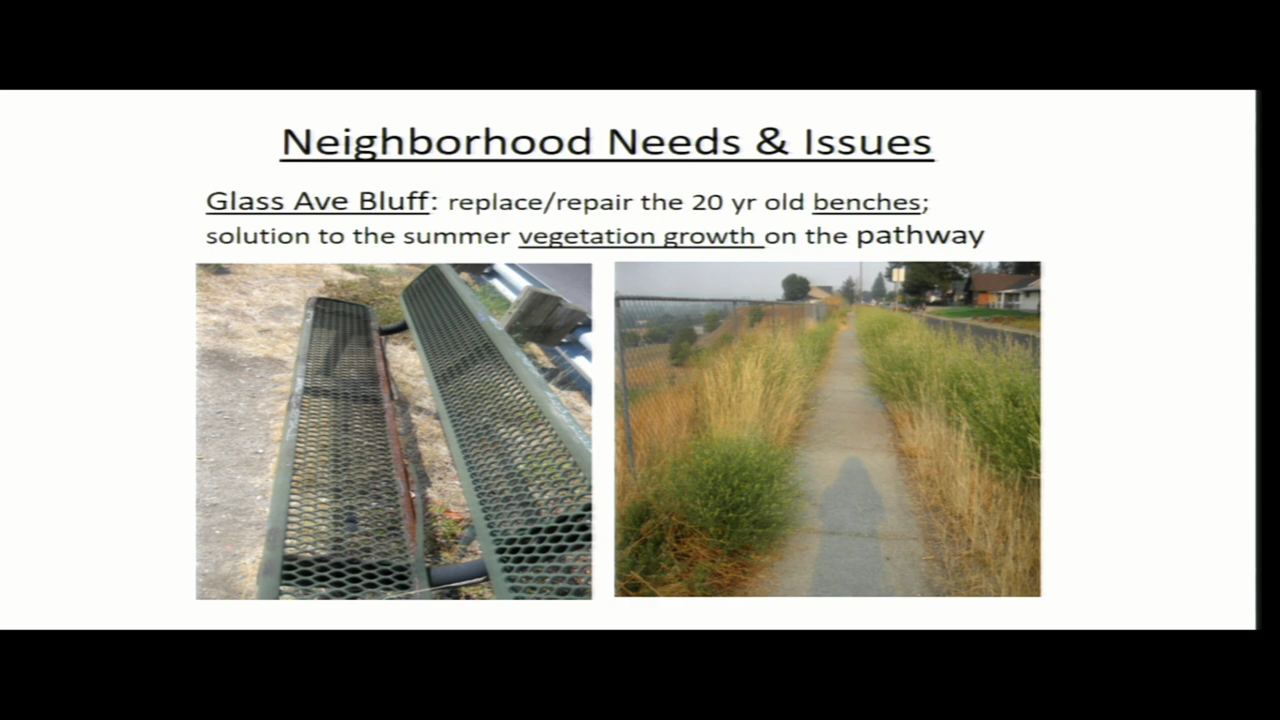 Neighborhood Needs & Issues
Glass Ave Bluff: replace/repair the 20 yr old benches;
solution to the summer vegetation growth on the pathway